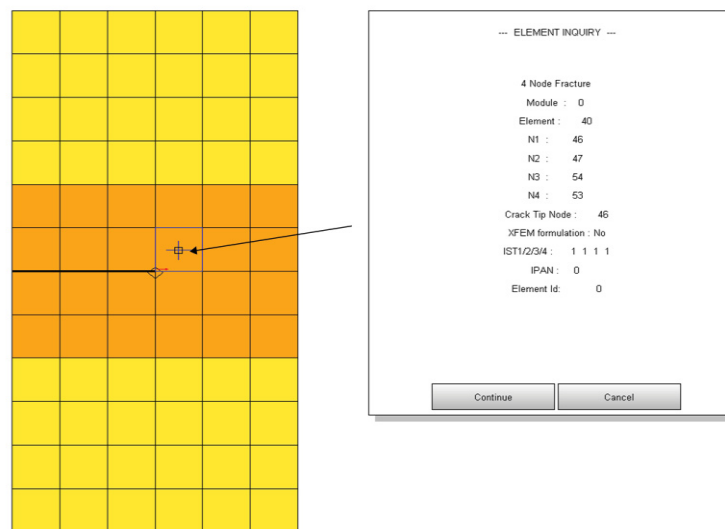 --- ELEMENT INQUIRY ---
4 Node Fracture
Module : 0
Element : 40
N1 : 46
N2 : 47
N3 : 54
N4 : 53
Crack Tip Node : 46
XFEM formulation : No
IST1/2/3/4 : 1 1 1 1
IPAN : 0
Element Id: 0
Continue Cancel